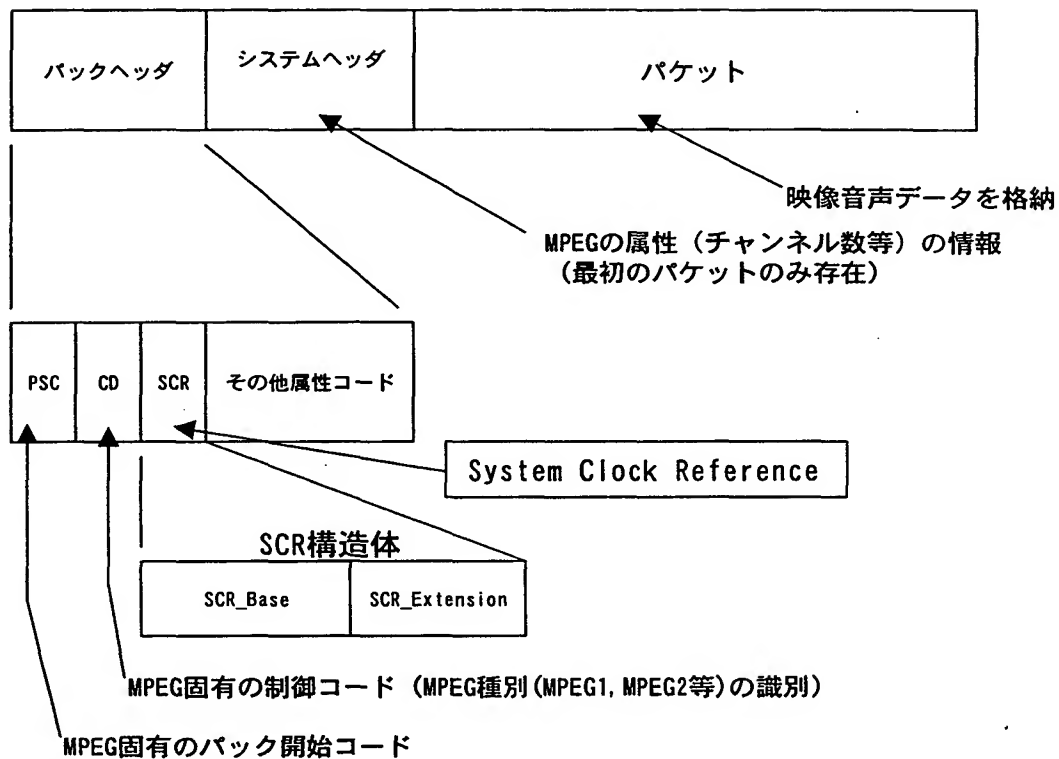 パックヘッダ
システムヘッダ
パケット
映像音声データを格納
MPEGの属性（チャンネル数等）の情報
（最初のパケットのみ存在）
PSC
CD
SCR
その他属性コード
System Clock Reference
SCR構造体
SCR_Base
SCR_Extension
MPEG固有の制御コード（MPEG種別(MPEG1, MPEG2等)の識別）
MPEG固有のパック開始コード